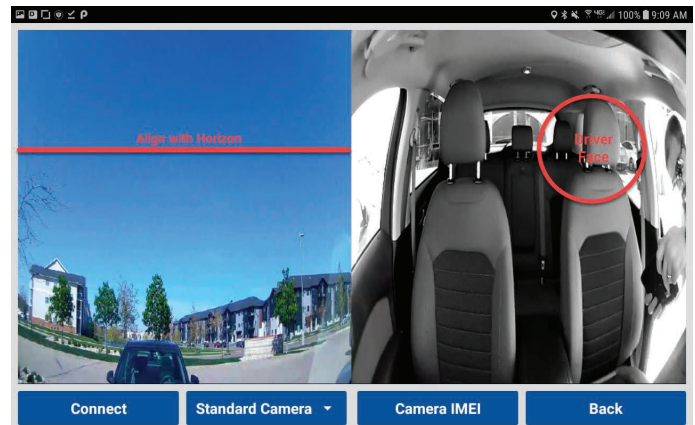 100% 9:09 AM
Align with Horizon
Driver
Face
Connect
Standard Camera
Camera IMEI
Back